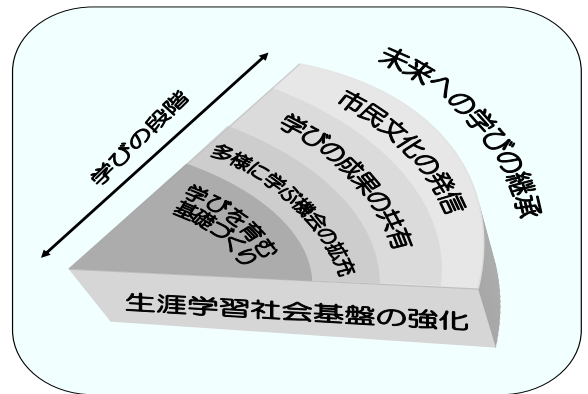 未来への学びの継承
学びの段階
市民文化の発信
学びの成果の共有
多様に学ぶ機会の拡充
学びを育む
基礎づくり
生涯学習社会基盤の強化